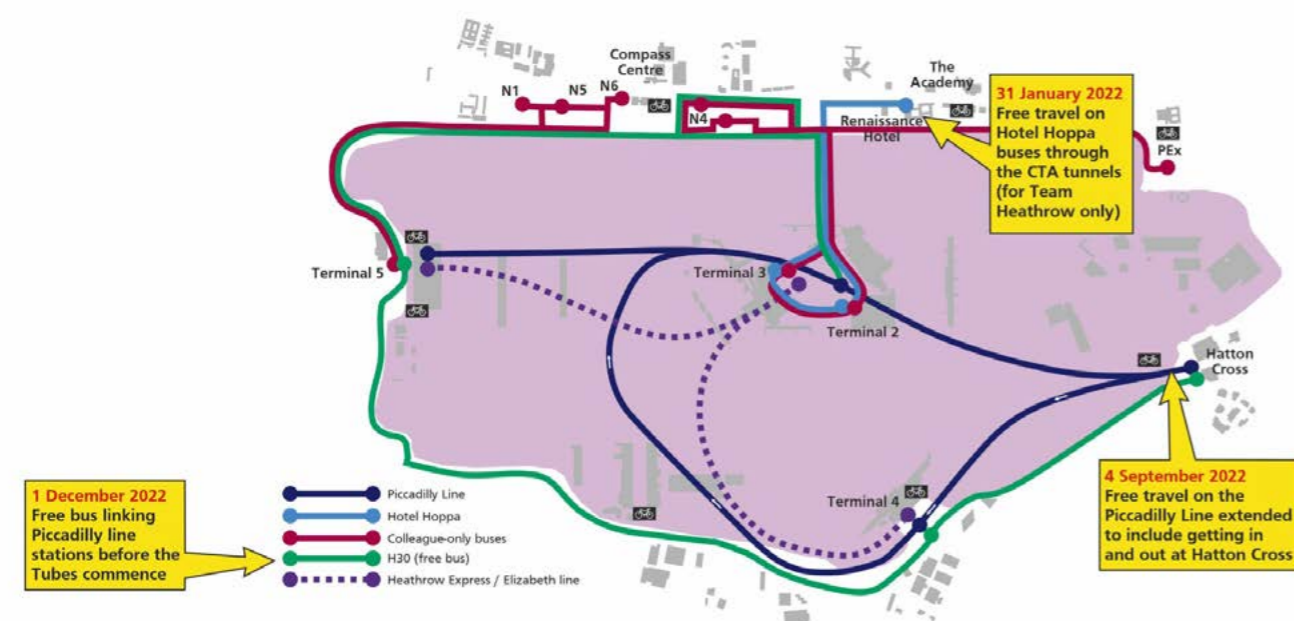 Compass
Centre
N1
N5
N6
N4
The
Academy
Renaissance
Hotel
PEx
31 January 2022
Free travel on
Hotel Hoppa
buses through
the CTA tunnels
(for Team
Heathrow only)
Terminal 5
Terminal 3
Terminal 2
Hatton
Cross
Terminal 4
4 September 2022
Free travel on the
Piccadilly Line extended
to include getting in
and out at Hatton Cross
1 December 2022
Free bus linking
Piccadilly line
stations before the
Tubes commence
Piccadilly Line
Hotel Hoppa
Colleague-only buses
H30 (free bus)
Heathrow Express / Elizabeth line